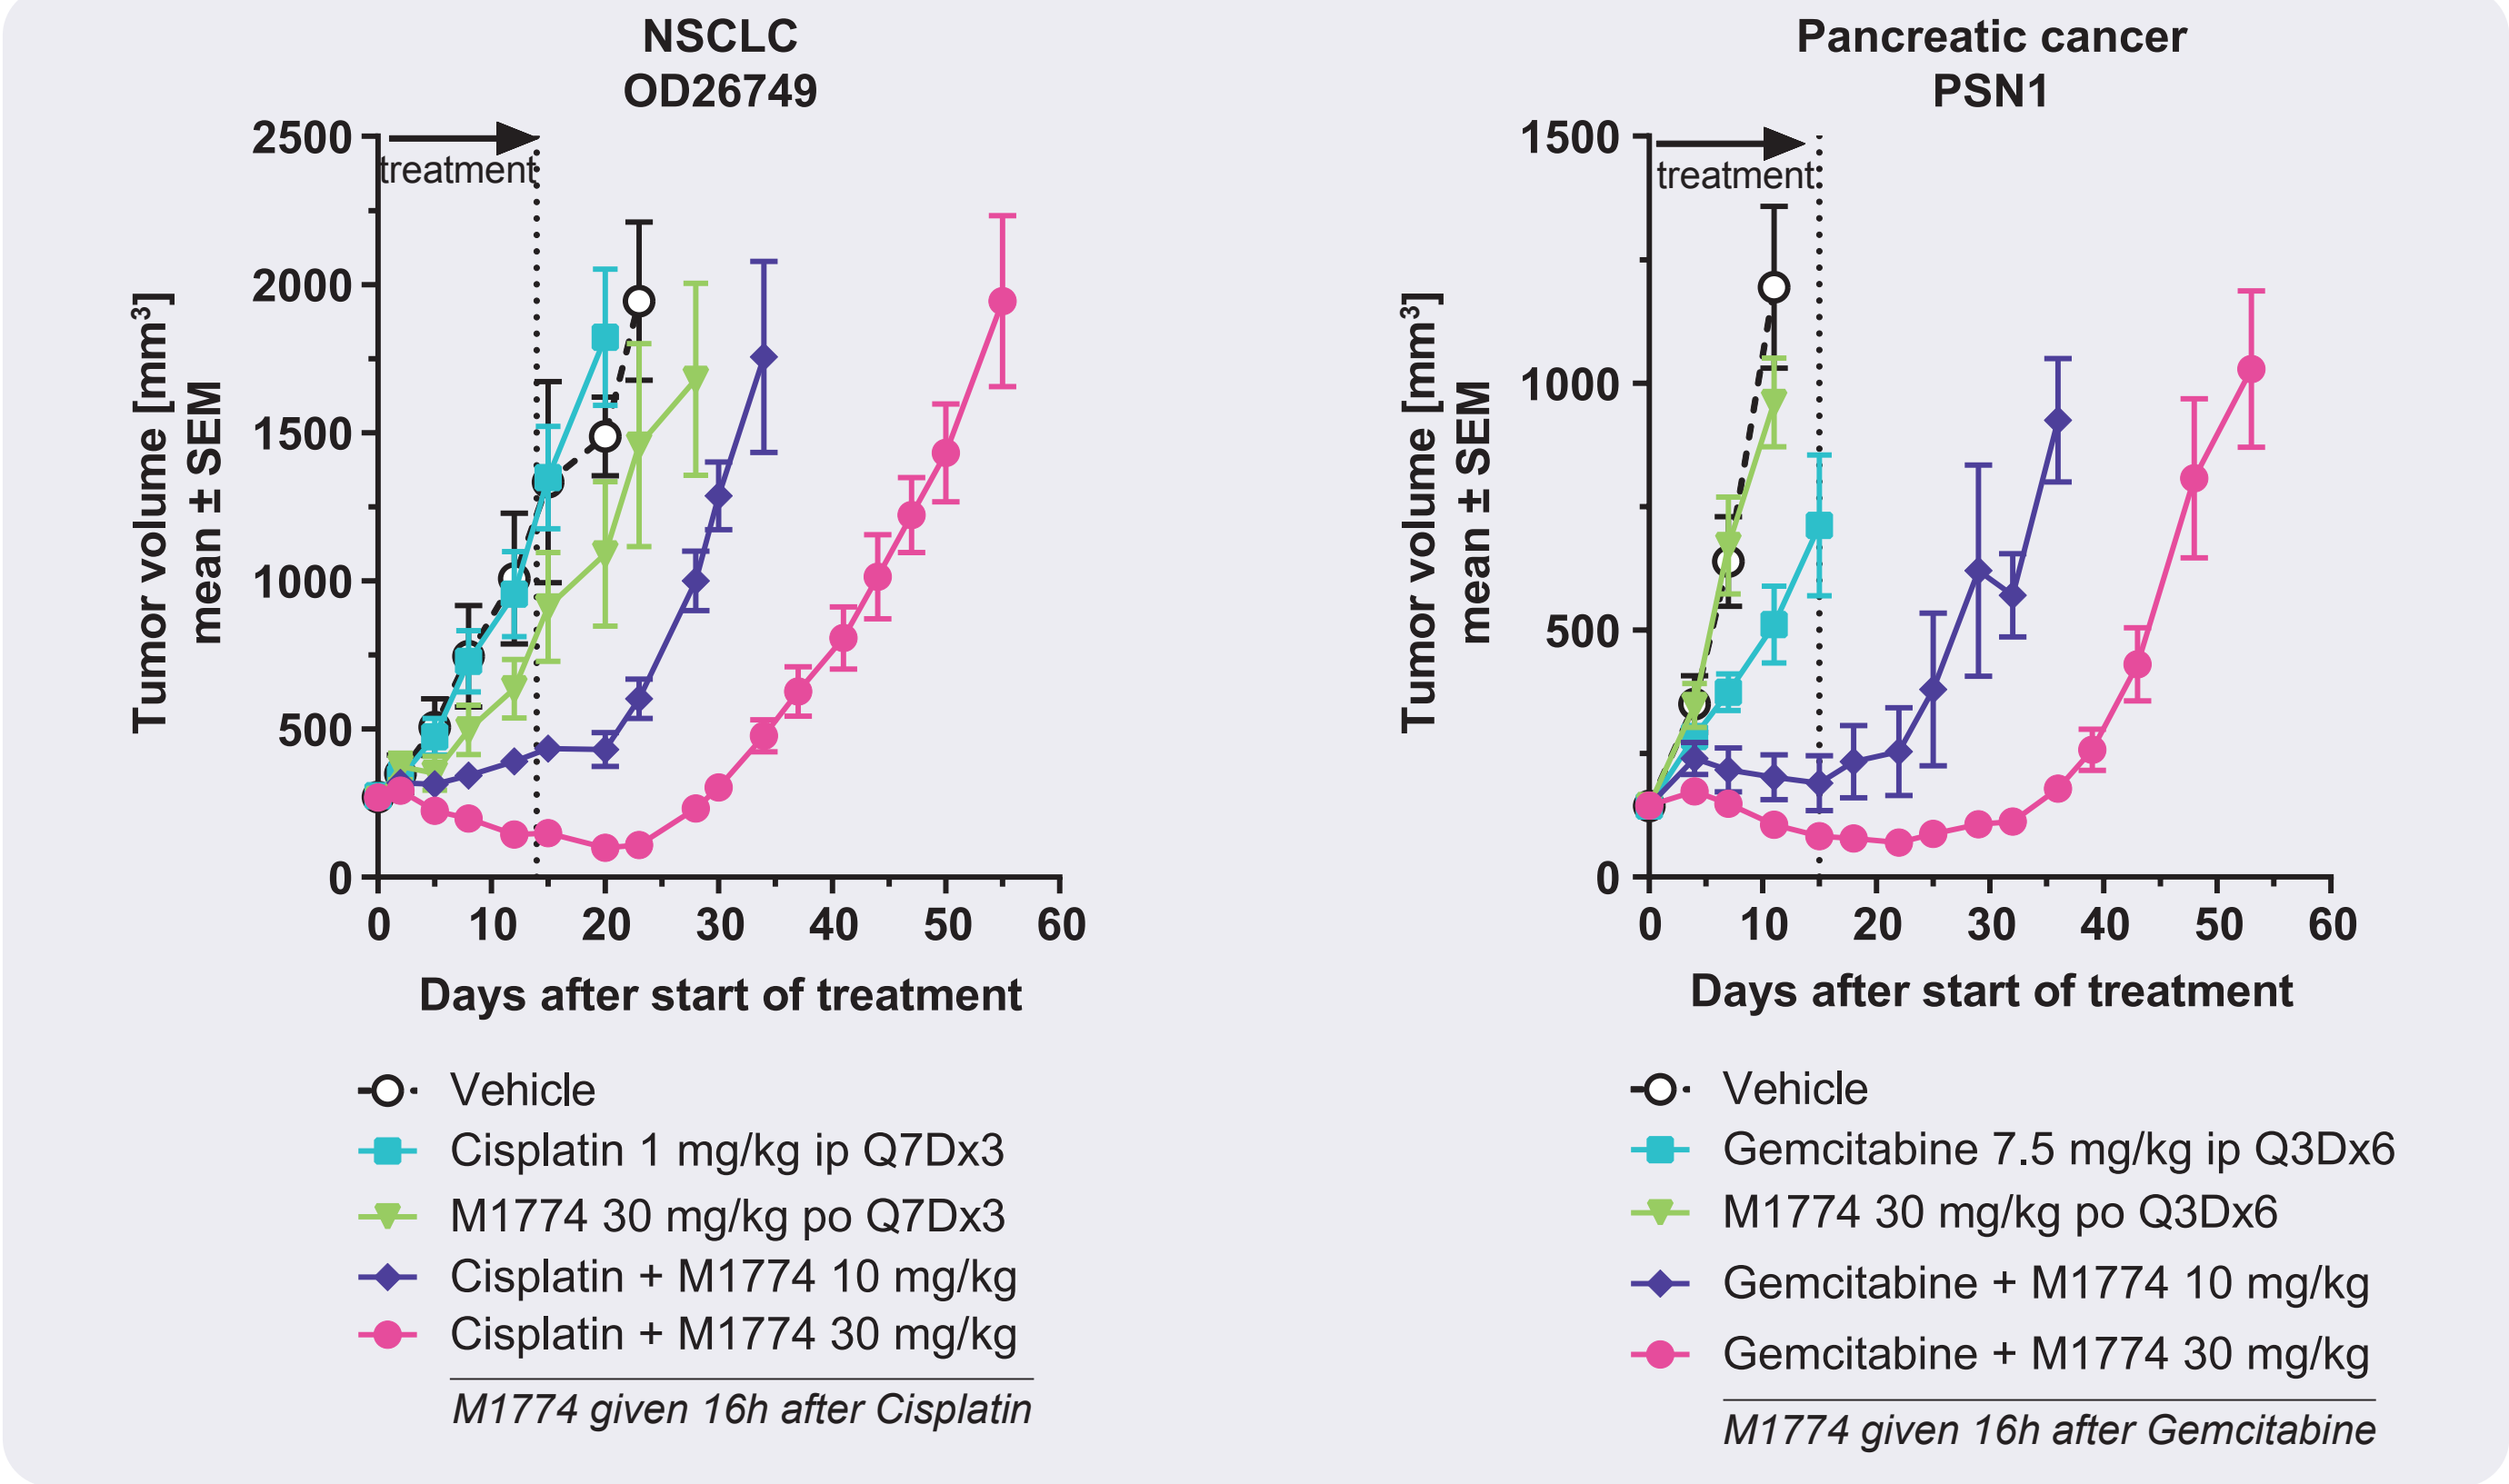 NSCLC
OD26749
2500
2000
1500
1000
500
0
treatment
Tumor volume [mm³]
mean ± SEM
0 10 20 30 40 50 60
Days after start of treatment
Vehicle
Cisplatin 1 mg/kg ip Q7Dx3
M1774 30 mg/kg po Q7Dx3
Cisplatin + M1774 10 mg/kg
Cisplatin + M1774 30 mg/kg
M1774 given 16h after Cisplatin
Pancreatic cancer
PSN1
1500
1000
500
0
treatment
Tumor volume [mm³]
mean ± SEM
0 10 20 30 40 50 60
Days after start of treatment
Vehicle
Gemcitabine 7.5 mg/kg ip Q3Dx6
M1774 30 mg/kg po Q3Dx6
Gemcitabine + M1774 10 mg/kg
Gemcitabine + M1774 30 mg/kg
M1774 given 16h after Gemcitabine